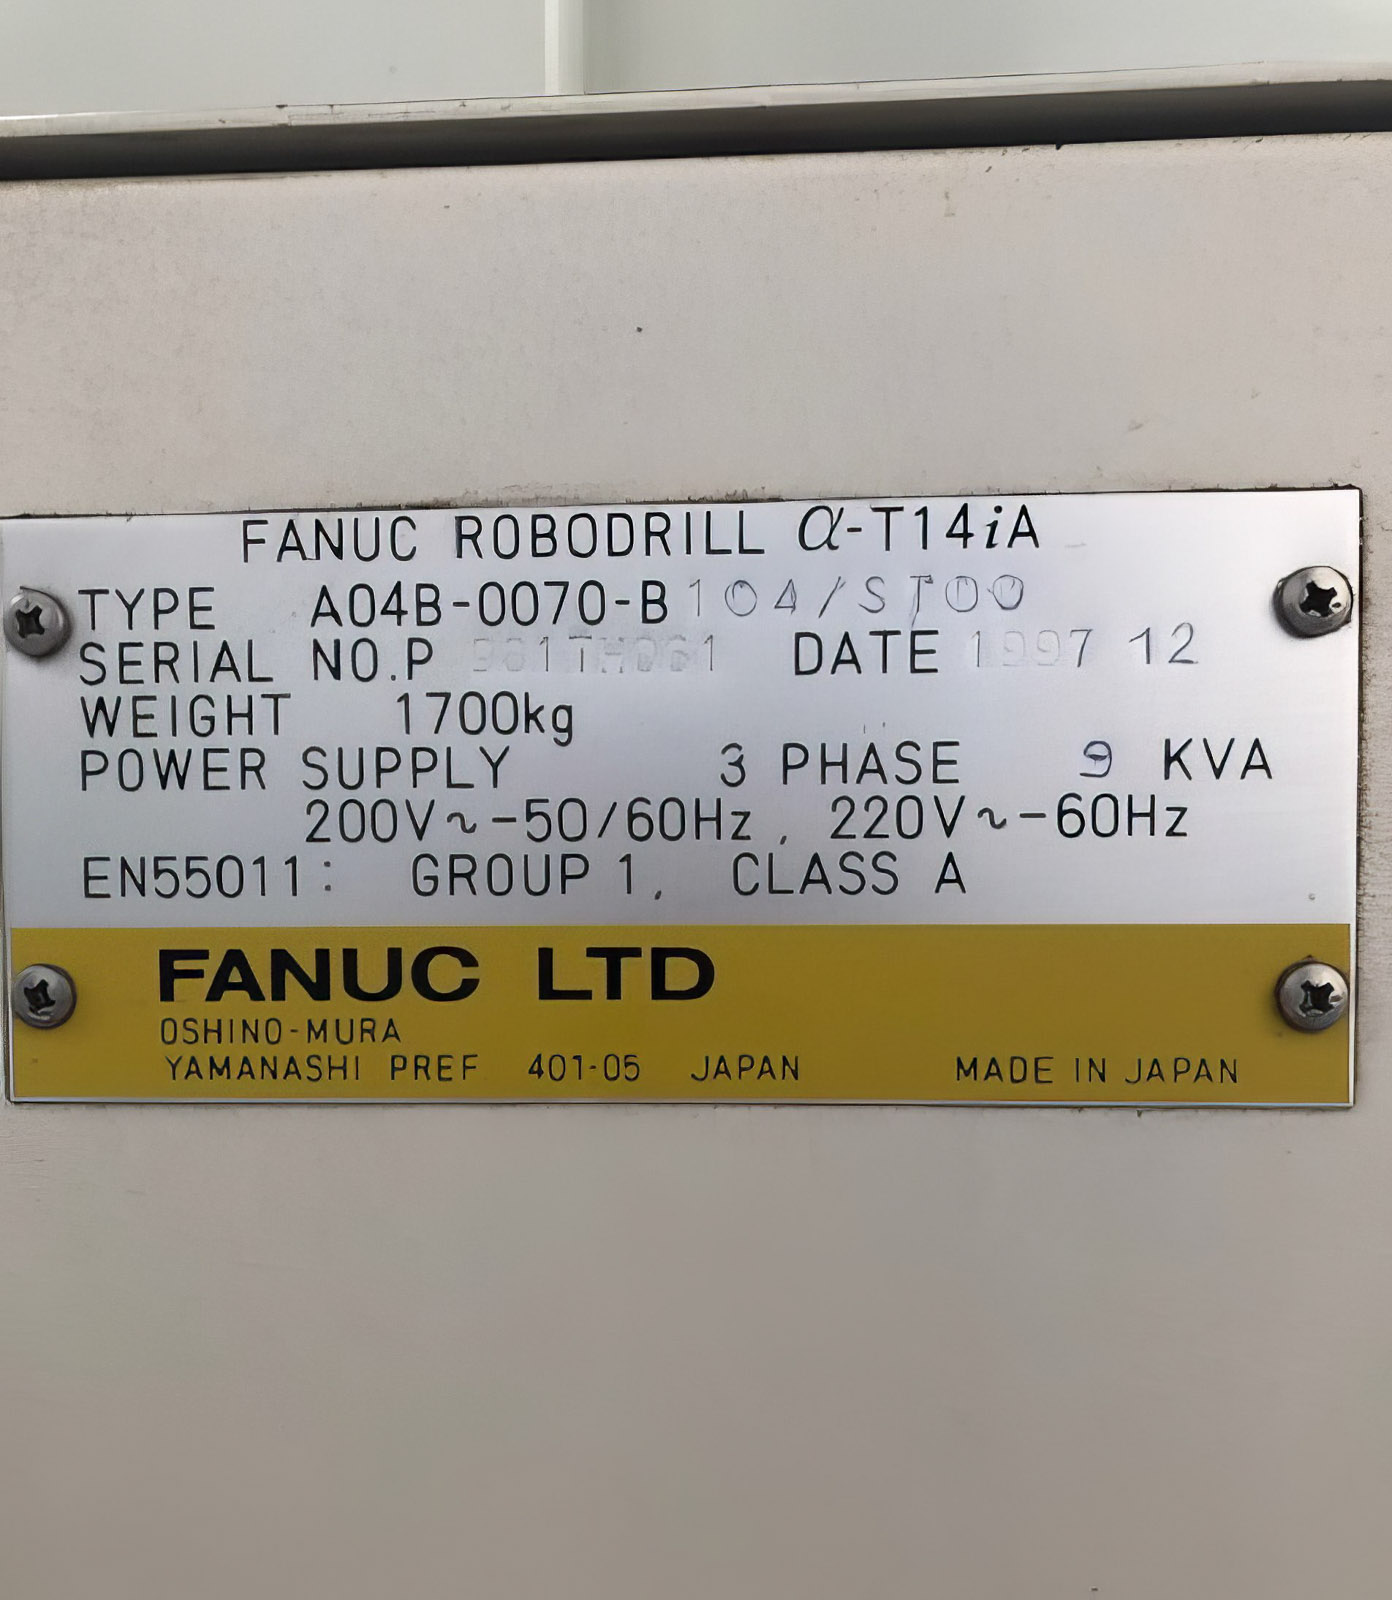 FANUC ROBODRILL α-T14iA
TYPE A04B-0070-B104/ST00
SERIAL NO.P
DATE 1997 12
WEIGHT 1700kg
POWER SUPPLY 3 PHASE 9 KVA
200V~-50/60Hz, 220V~-60Hz
EN55011: GROUP 1, CLASS A
FANUC LTD
OSHINO-MURA
YAMANASHI PREF 401-05 JAPAN MADE IN JAPAN